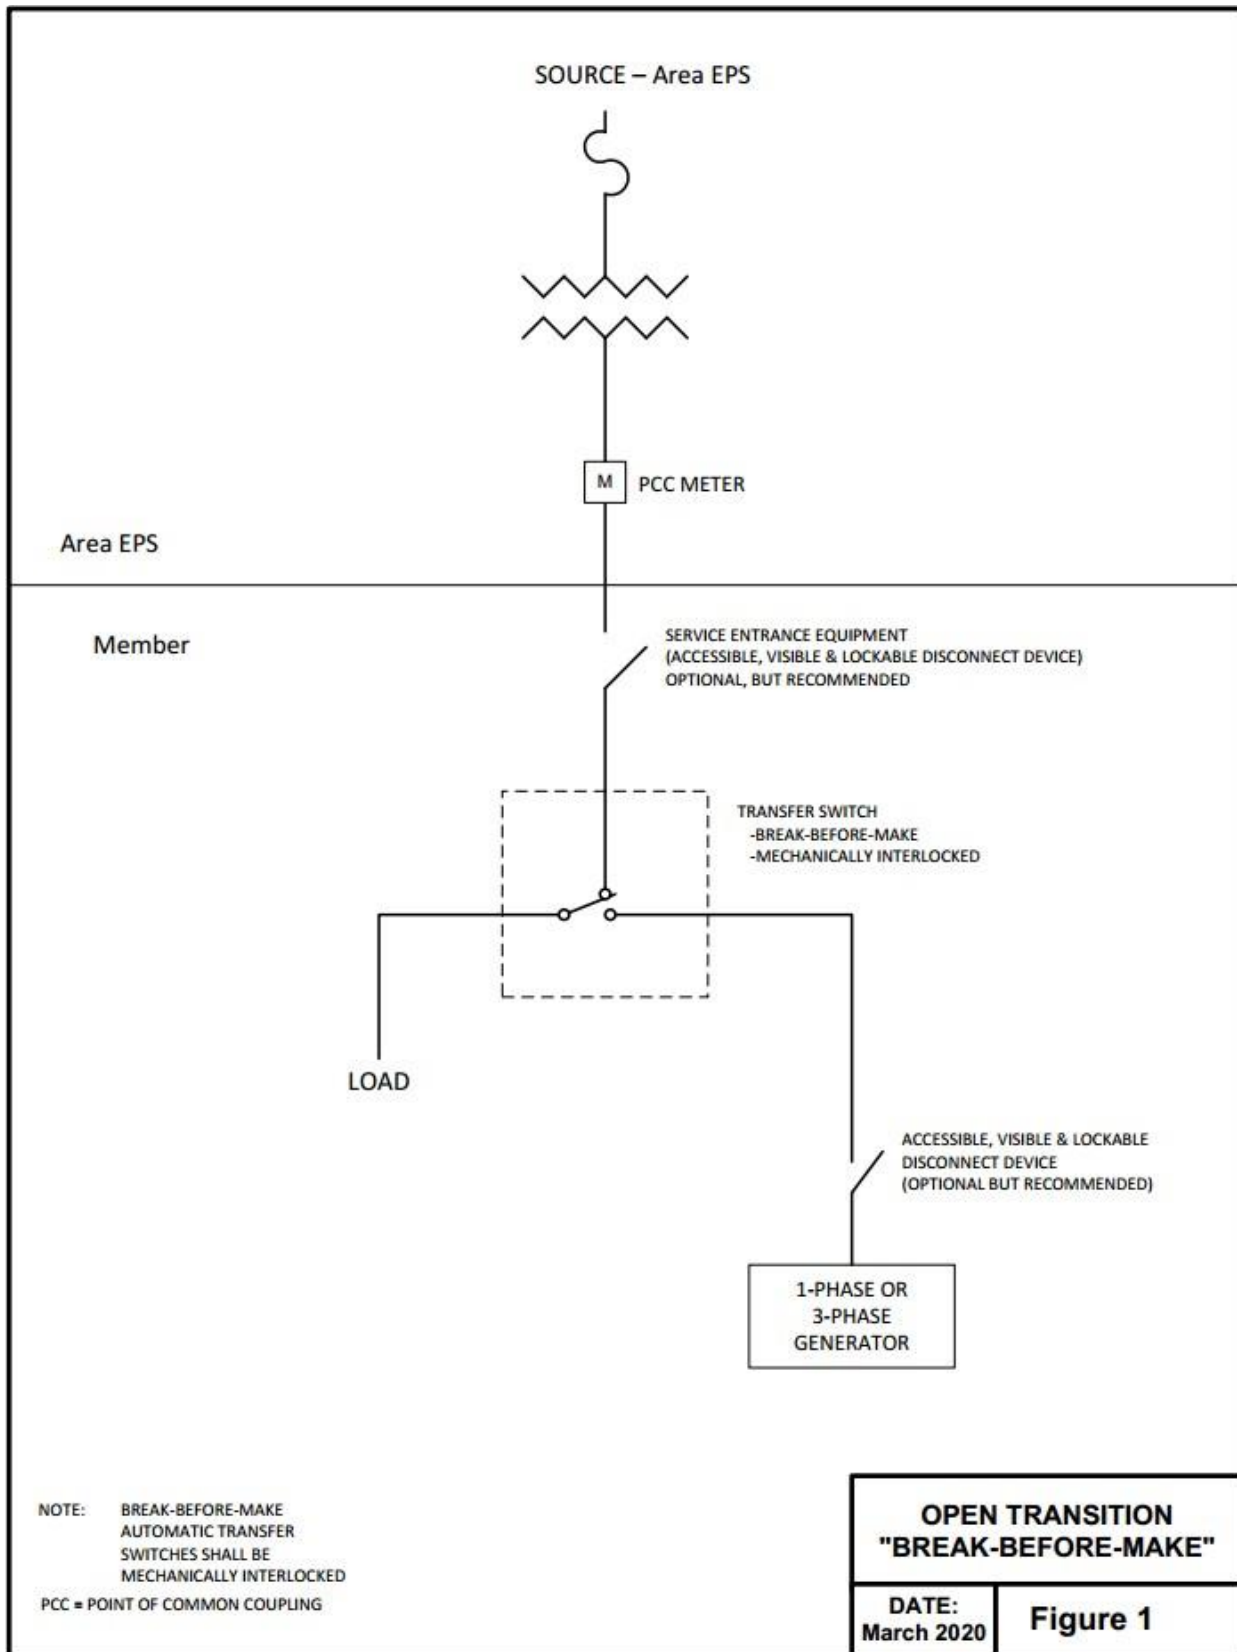 SOURCE – Area EPS
M
PCC METER
Area EPS
Member
SERVICE ENTRANCE EQUIPMENT
(ACCESSIBLE, VISIBLE & LOCKABLE DISCONNECT DEVICE)
OPTIONAL, BUT RECOMMENDED
TRANSFER SWITCH
-BREAK-BEFORE-MAKE
-MECHANICALLY INTERLOCKED
LOAD
ACCESSIBLE, VISIBLE & LOCKABLE
DISCONNECT DEVICE
(OPTIONAL BUT RECOMMENDED)
1-PHASE OR
3-PHASE
GENERATOR
NOTE: BREAK-BEFORE-MAKE
AUTOMATIC TRANSFER
SWITCHES SHALL BE
MECHANICALLY INTERLOCKED
PCC = POINT OF COMMON COUPLING
OPEN TRANSITION
"BREAK-BEFORE-MAKE"
DATE:
March 2020
Figure 1